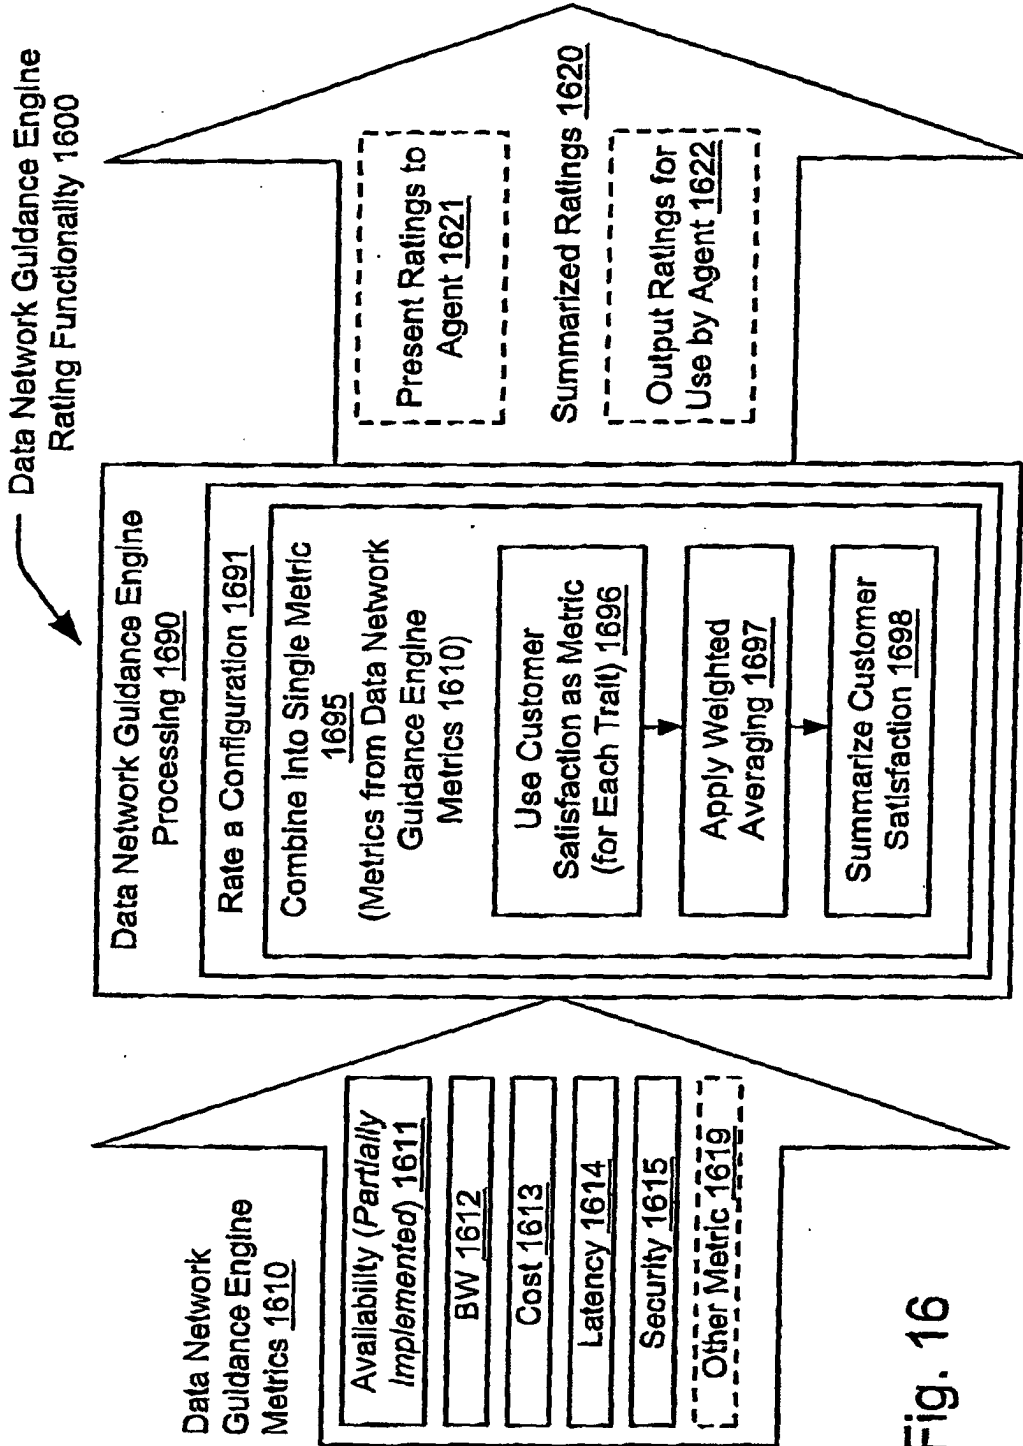 Data Network Guidance Engine
Rating Functionality 1600
Data Network
Guidance Engine
Metrics 1610
Availability (Partially
Implemented) 1611
BW 1612
Cost 1613
Latency 1614
Security 1615
Other Metric 1619
Data Network Guidance Engine
Processing 1690
Rate a Configuration 1691
Combine Into Single Metric
1695
(Metrics from Data Network
Guidance Engine
Metrics 1610)
Use Customer
Satisfaction as Metric
(for Each Trait) 1696
Apply Weighted
Averaging 1697
Summarize Customer
Satisfaction 1698
Present Ratings to
Agent 1621
Summarized Ratings 1620
Output Ratings for
Use by Agent 1622
Fig. 16